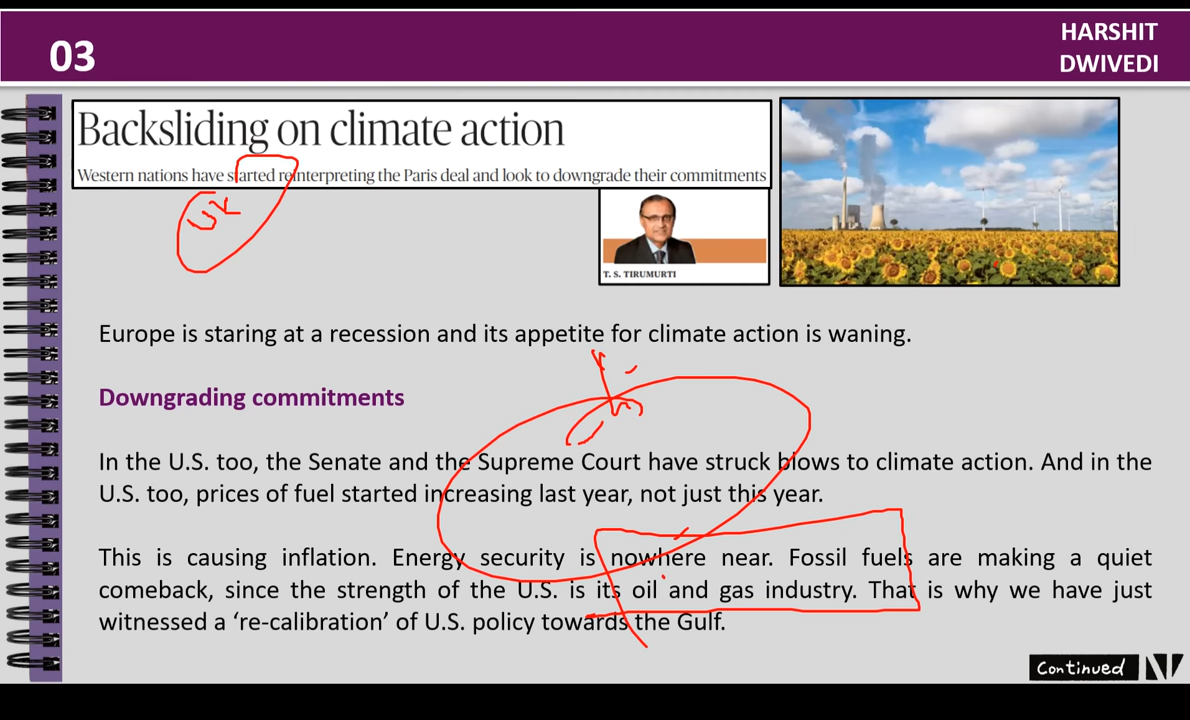 03
HARSHIT
DWIVEDI
Backsliding on climate action
Western nations have started reinterpreting the Paris deal and look to downgrade their commitments
T. S. TIRUMURTI
Europe is staring at a recession and its appetite for climate action is waning.
Downgrading commitments
In the U.S. too, the Senate and the Supreme Court have struck blows to climate action. And in the
U.S. too, prices of fuel started increasing last year, not just this year.
This is causing inflation. Energy security is nowhere near. Fossil fuels are making a quiet
comeback, since the strength of the U.S. is its oil and gas industry. That is why we have just
witnessed a ‘re-calibration’ of U.S. policy towards the Gulf.
Continued